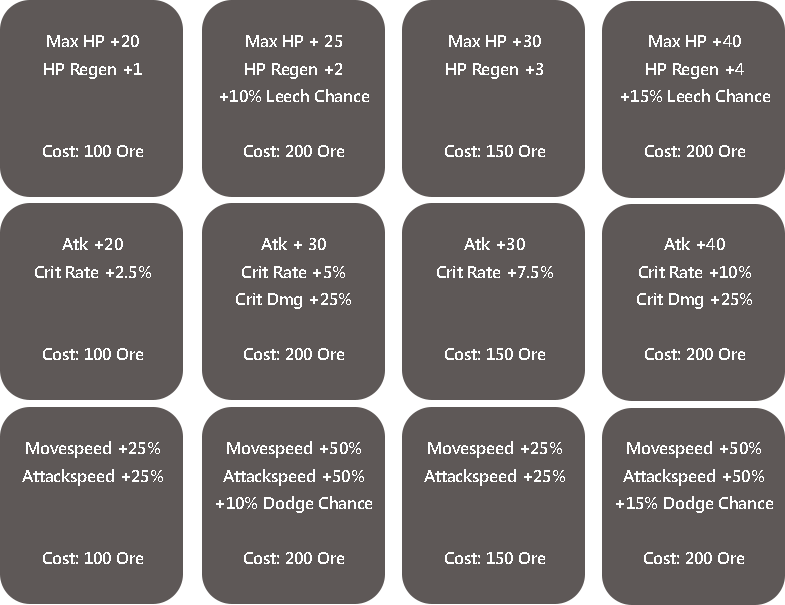 Max HP +20
HP Regen +1
Cost: 100 Ore
Max HP + 25
HP Regen +2
+10% Leech Chance
Cost: 200 Ore
Max HP +30
HP Regen +3
Cost: 150 Ore
Max HP +40
HP Regen +4
+15% Leech Chance
Cost: 200 Ore
Atk +20
Crit Rate +2.5%
Cost: 100 Ore
Atk + 30
Crit Rate +5%
Crit Dmg +25%
Cost: 200 Ore
Atk +30
Crit Rate +7.5%
Cost: 150 Ore
Atk +40
Crit Rate +10%
Crit Dmg +25%
Cost: 200 Ore
Movespeed +25%
Attackspeed +25%
Cost: 100 Ore
Movespeed +50%
Attackspeed +50%
+10% Dodge Chance
Cost: 200 Ore
Movespeed +25%
Attackspeed +25%
Cost: 150 Ore
Movespeed +50%
Attackspeed +50%
+15% Dodge Chance
Cost: 200 Ore